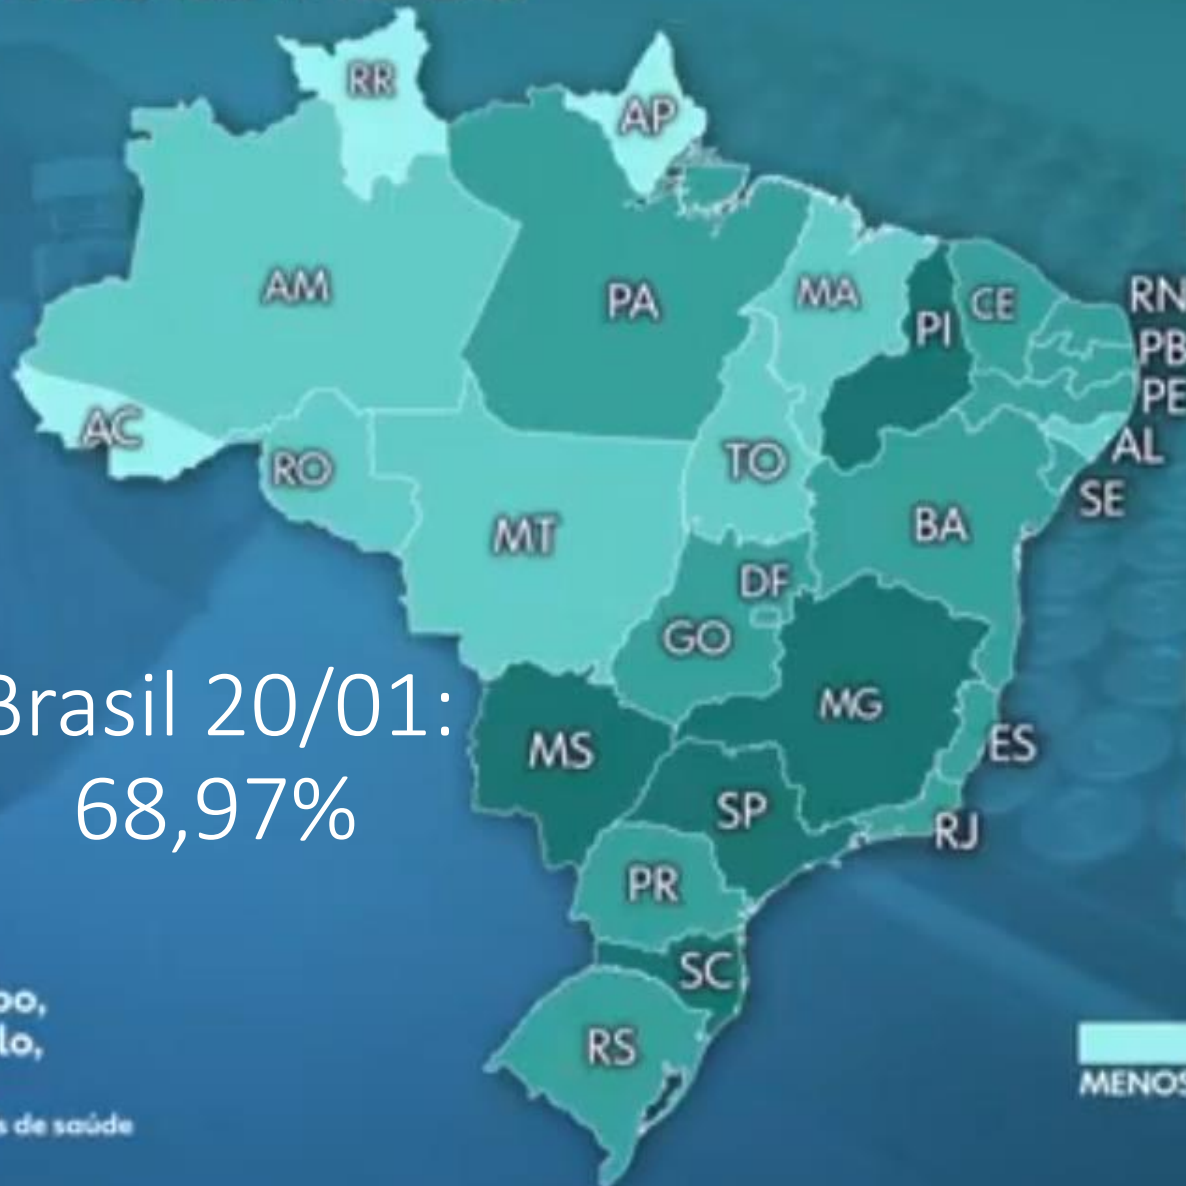 RR
AP
AM
PA
MA
CE
RN
PI
PB
PE
AC
AL
RO
TO
SE
MT
BA
DF
GO
Brasil 20/01:
68,97%
MG
MS
ES
SP
RJ
PR
SC
RS
MENOS
de saúde